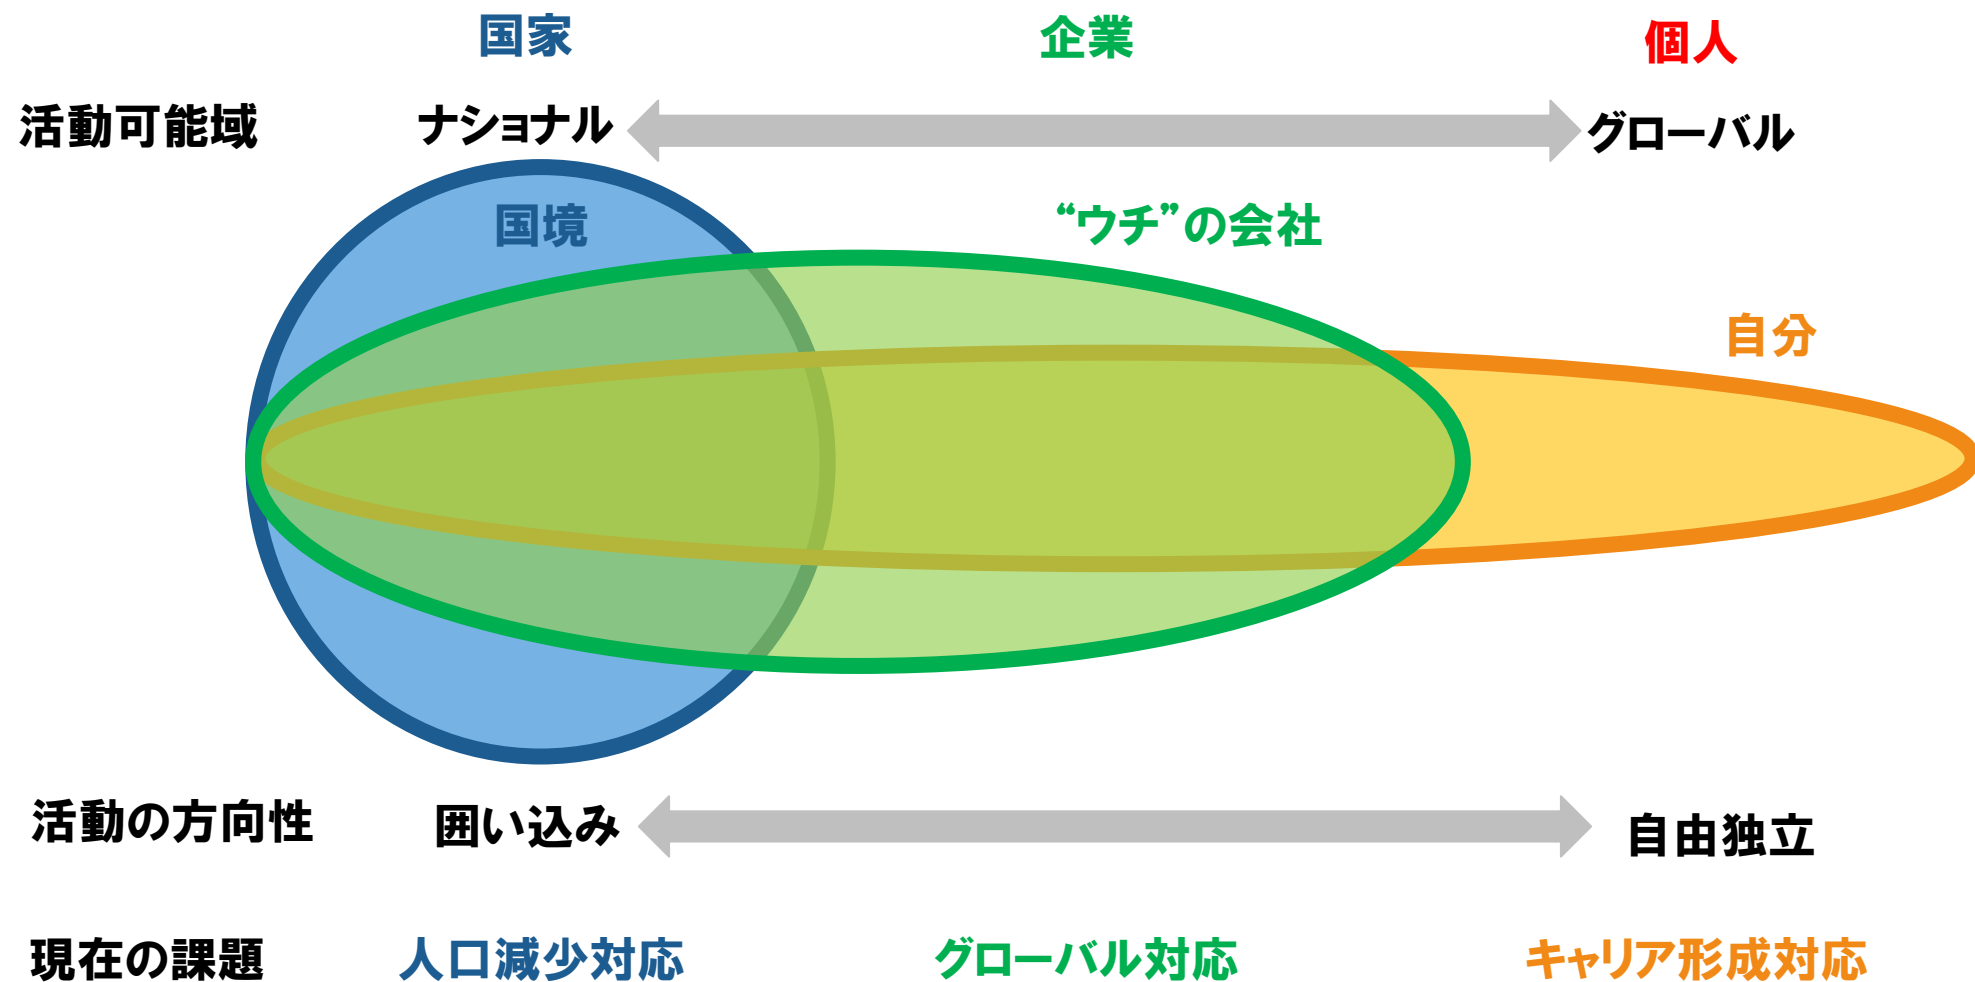 国家 企業 個人
活動可能域 ナショナル グローバル
国境 “ウチ”の会社
自分
活動の方向性 囲い込み 自由独立
現在の課題 人口減少対応 グローバル対応 キャリア形成対応